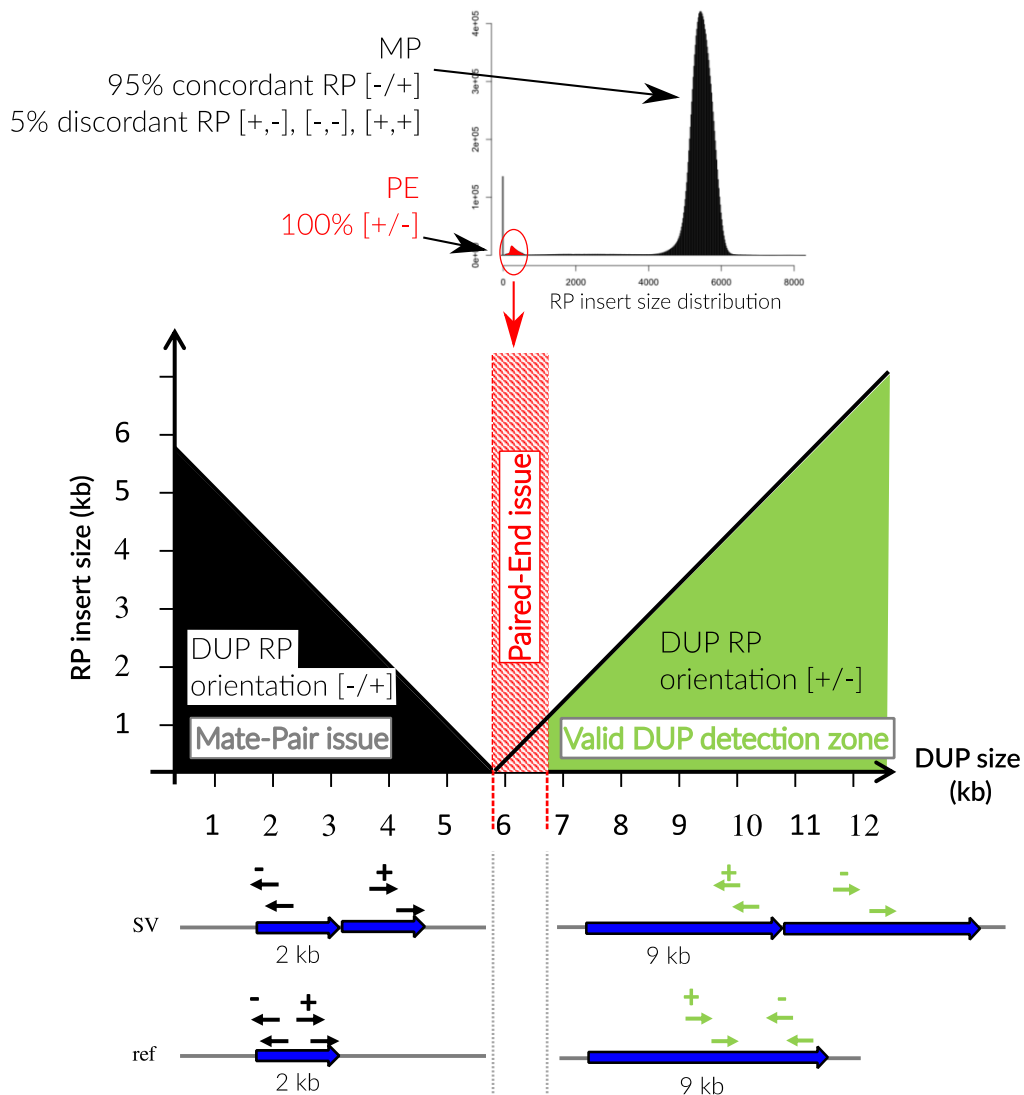 MP
95% concordant RP [-/+]
5% discordant RP [+,-], [-,-], [+,+]
PE
100% [+/-]
0e+00
1e+05
2e+05
3e+05
4e+05
0 2000 4000 6000 8000
RP insert size distribution
RP insert size (kb)
6
5
4
3
2
1
Paired-End issue
DUP RP
orientation [-/+]
Mate-Pair issue
DUP RP
orientation [+/-]
Valid DUP detection zone
DUP size
(kb)
1 2 3 4 5 6 7 8 9 10 11 12
- + + -
SV
2 kb 9 kb
- + + -
ref
2 kb 9 kb